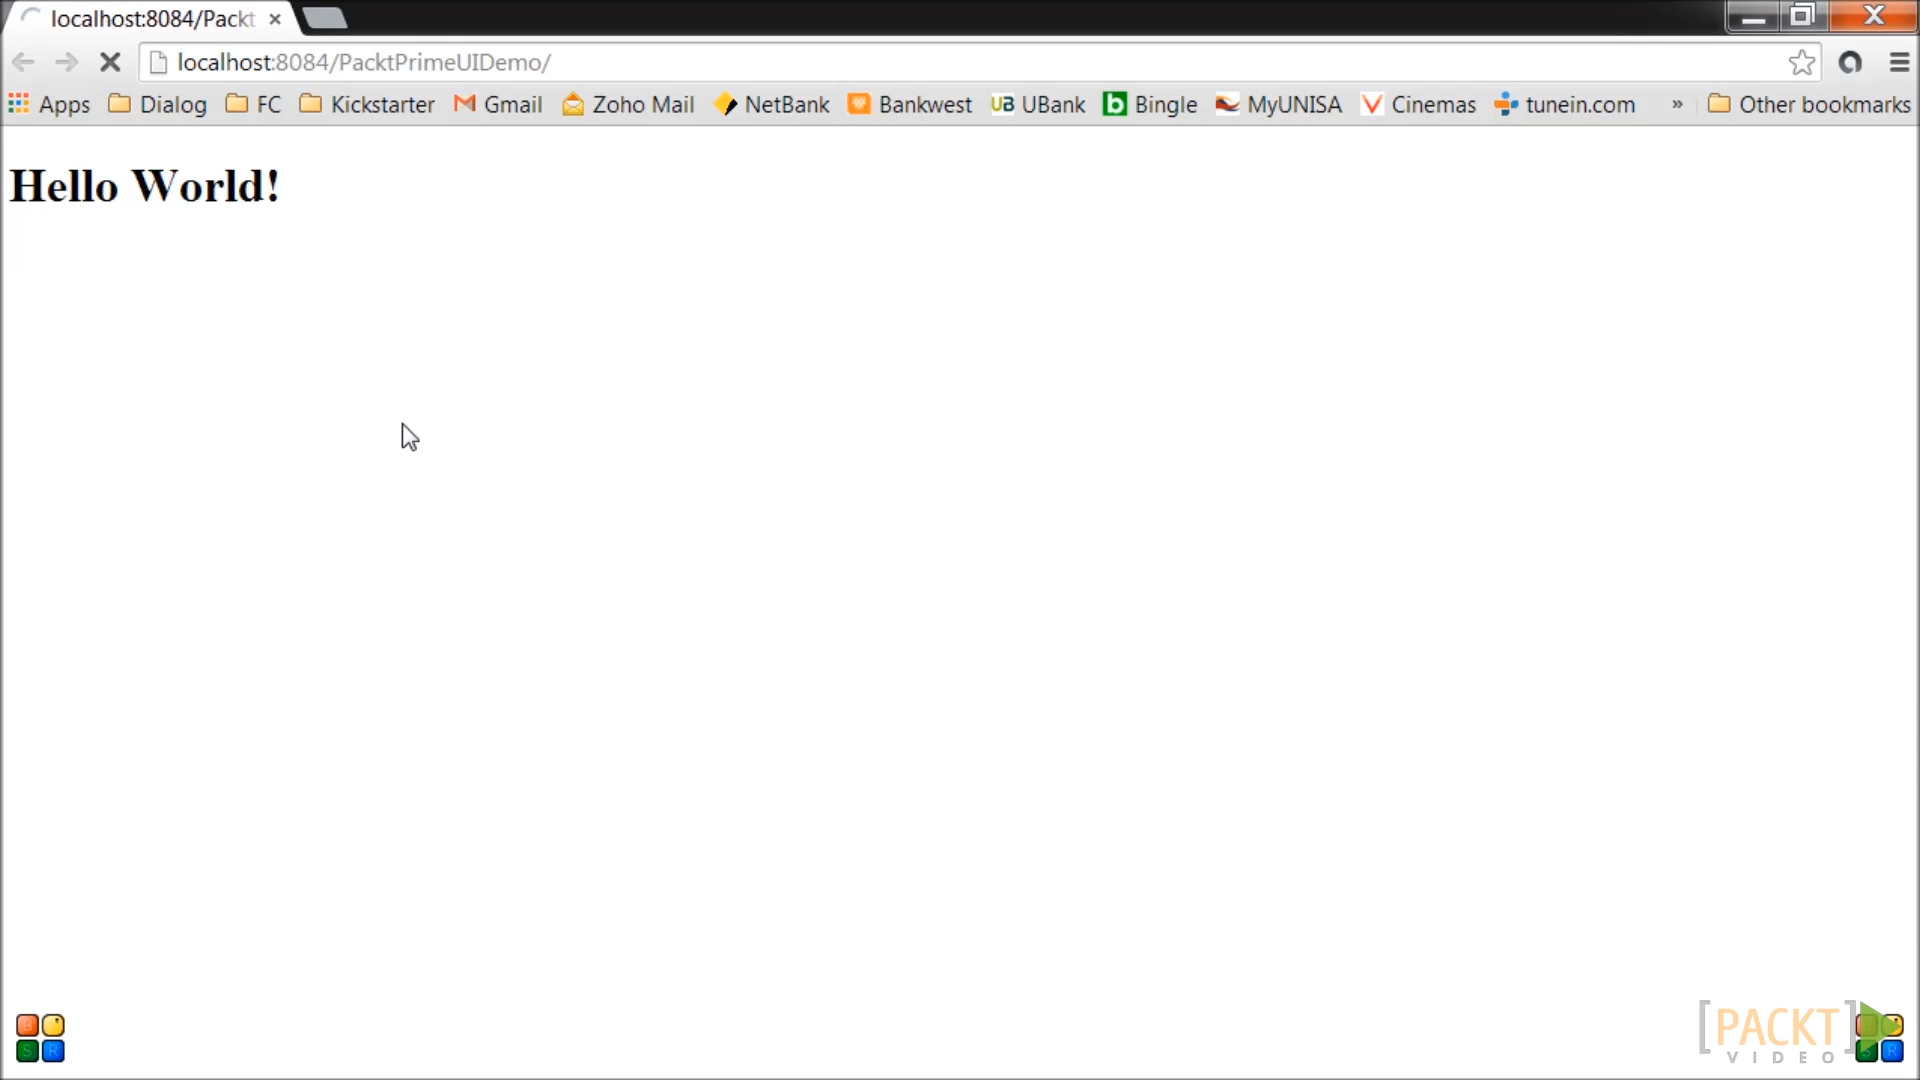 localhost:8084/Packt
localhost:8084/PacktPrimeUIDemo/
Apps Dialog FC Kickstarter Gmail Zoho Mail NetBank Bankwest UB UBank b Bingle MyUNISA Cinemas tunein.com » Other bookmarks
Hello World!
[PACKT]
VIDEO